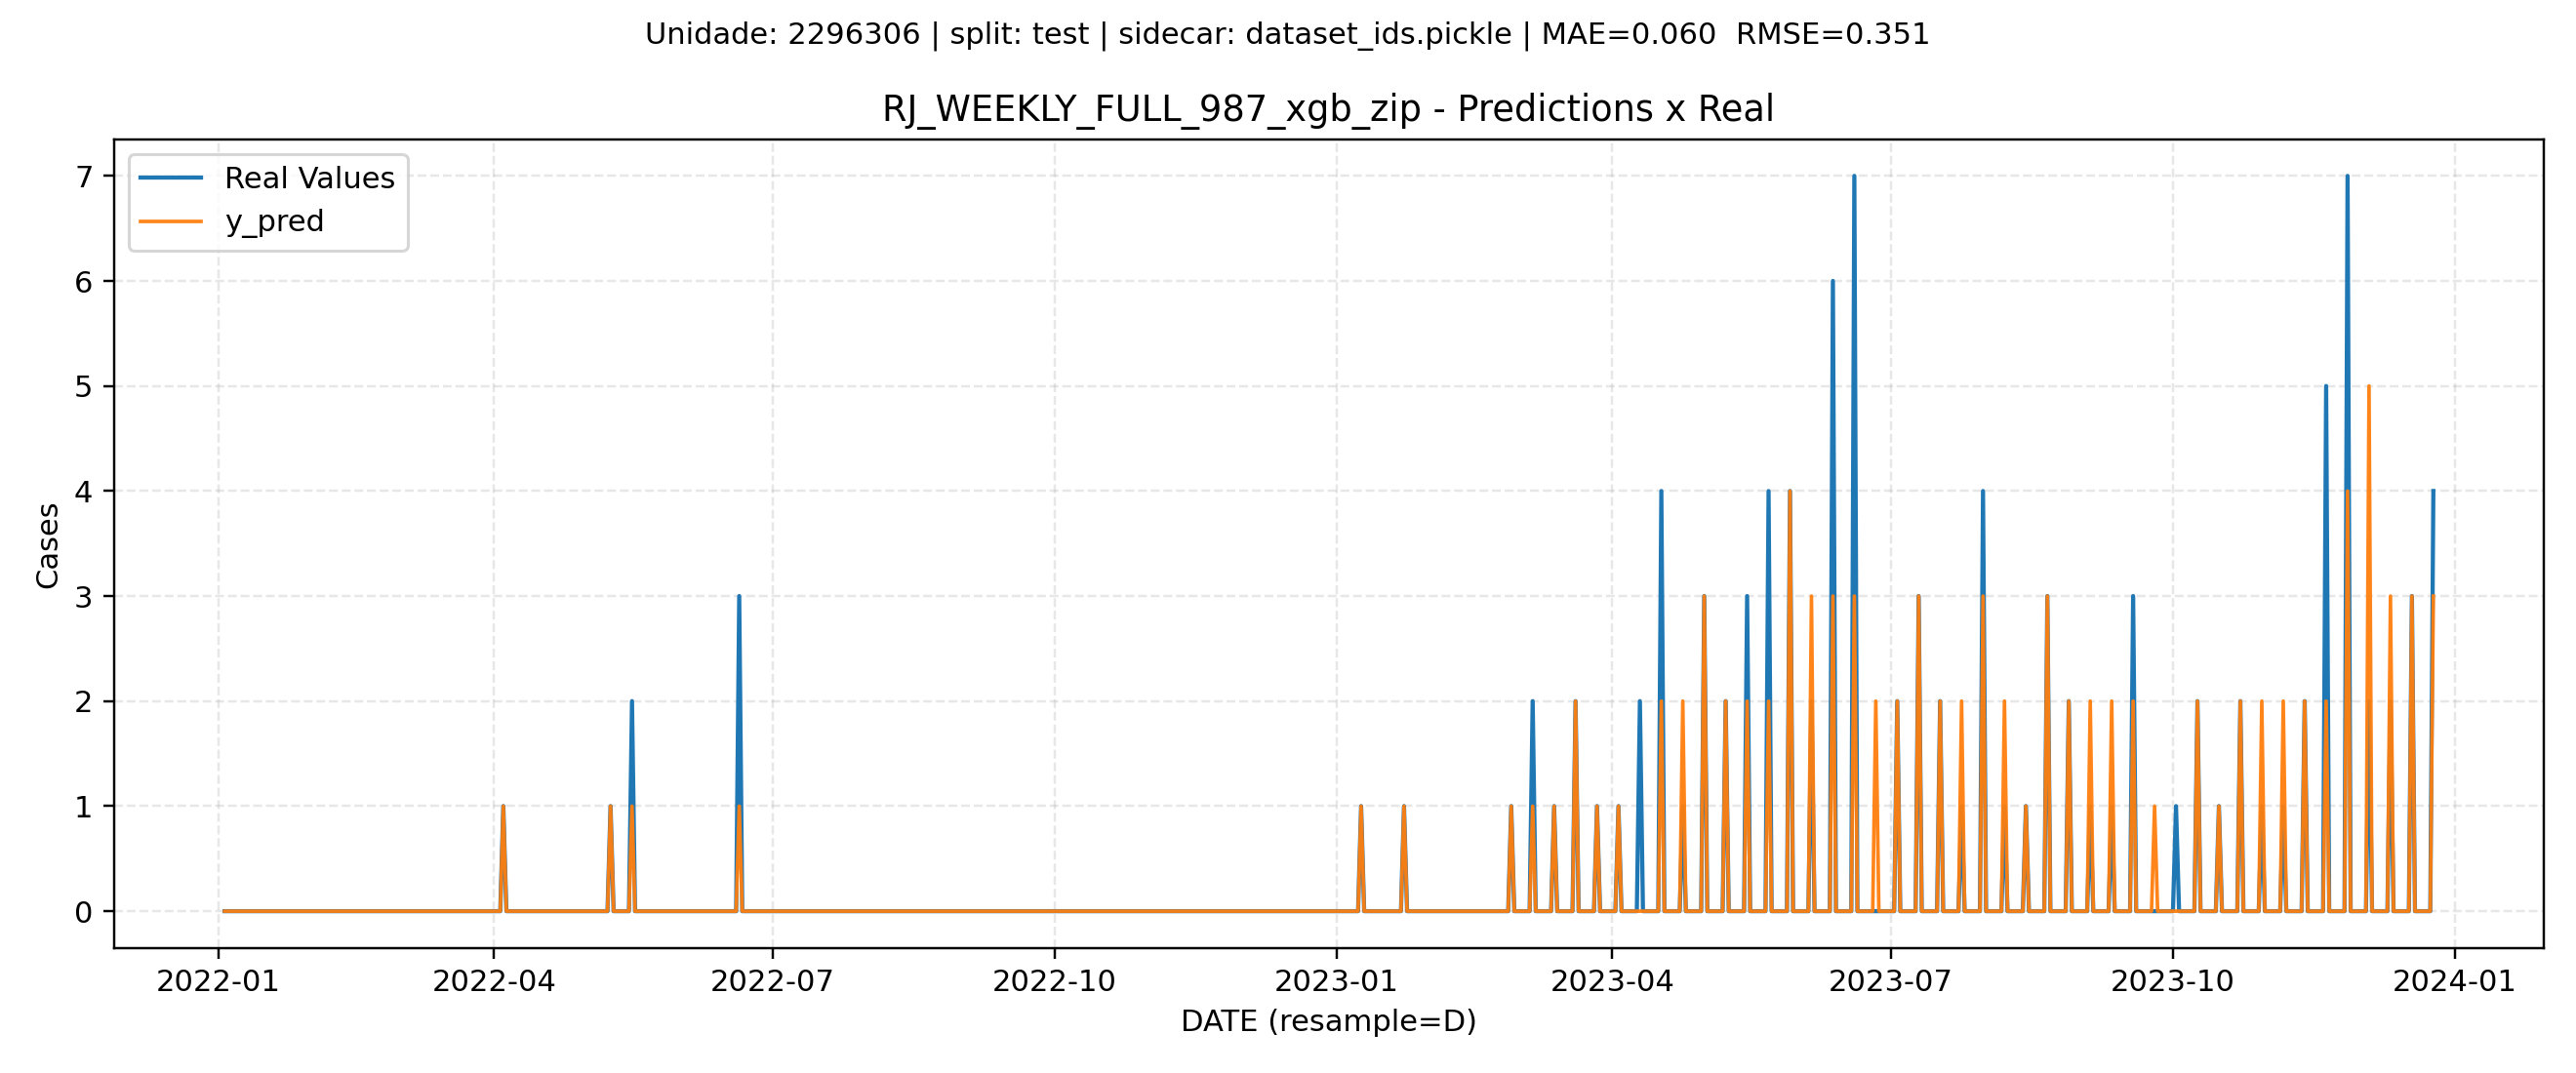 Unidade: 2296306 | split: test | sidecar: dataset_ids.pickle | MAE=0.060  RMSE=0.351
RJ_WEEKLY_FULL_987_xgb_zip - Predictions x Real
Real Values
y_pred
Cases
7
6
5
4
3
2
1
0
2022-01
2022-04
2022-07
2022-10
2023-01
2023-04
2023-07
2023-10
2024-01
DATE (resample=D)